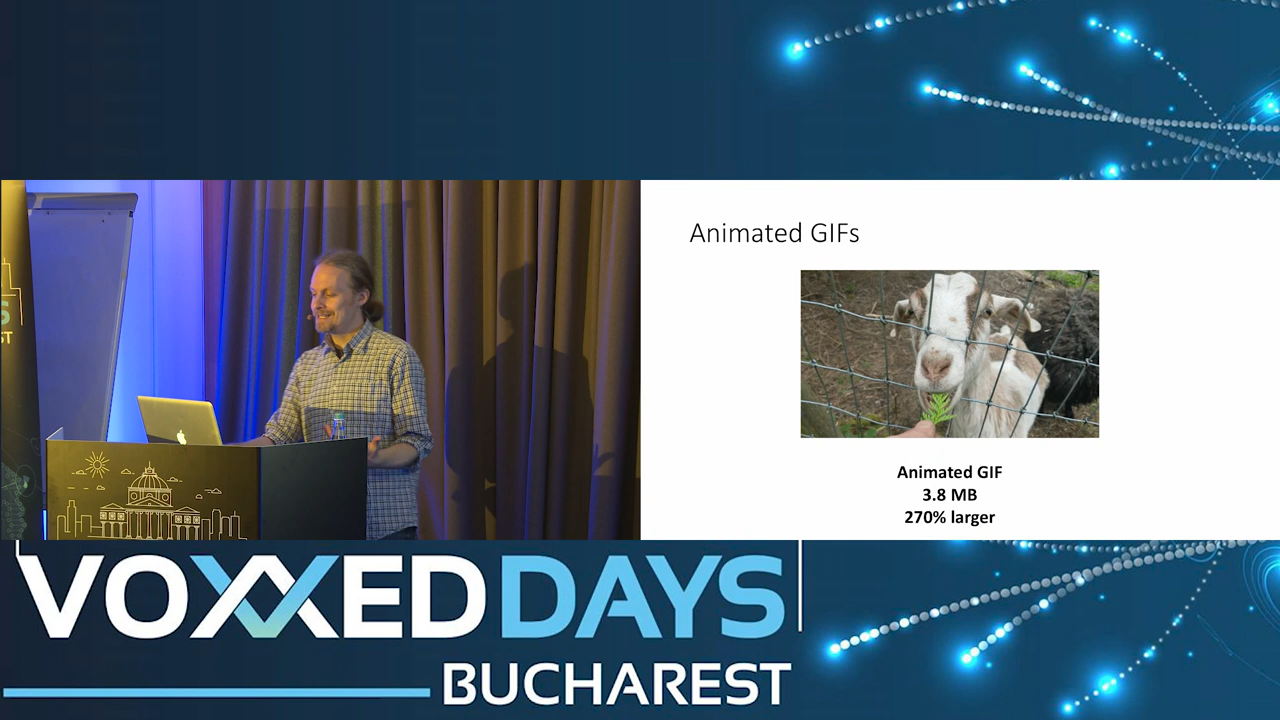 Animated GIFs
Animated GIF
3.8 MB
270% larger
VOXXED DAYS
BUCHAREST